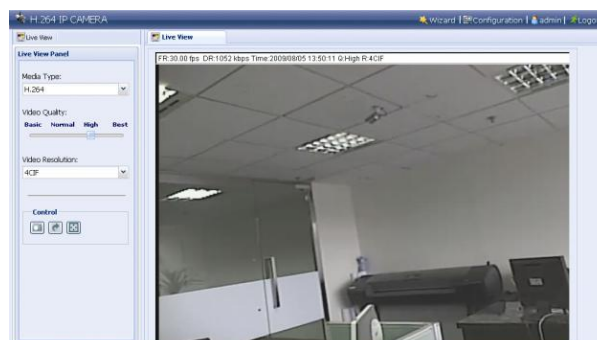 H.264 IP CAMERA
Wizard | Configuration | admin | Logo
Live View
Live View
Live View Panel
FR:30.00 fps DR:1052 kbps Time:2009/08/05 13:50:11 Q:High R:4CIF
Media Type:
H.264
Video Quality:
Basic Normal High Best
Video Resolution:
4CIF
Control